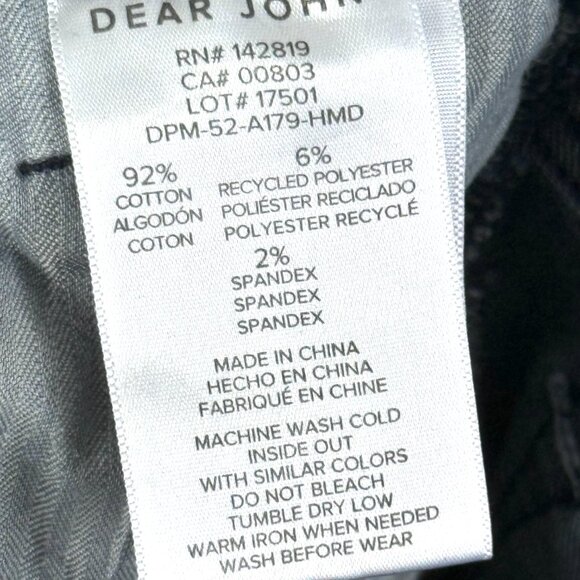 DEAR JOHN
RN# 142819
CA# 00803
LOT# 17501
DPM-52-A179-HMD
92% 6%
COTTON RECYCLED POLYESTER
ALGODÓN POLIÉSTER RECICLADO
COTON POLYESTER RECYCLÉ
2%
SPANDEX
SPANDEX
SPANDEX
MADE IN CHINA
HECHO EN CHINA
FABRIQUÉ EN CHINE
MACHINE WASH COLD
INSIDE OUT
WITH SIMILAR COLORS
DO NOT BLEACH
TUMBLE DRY LOW
WARM IRON WHEN NEEDED
WASH BEFORE WEAR